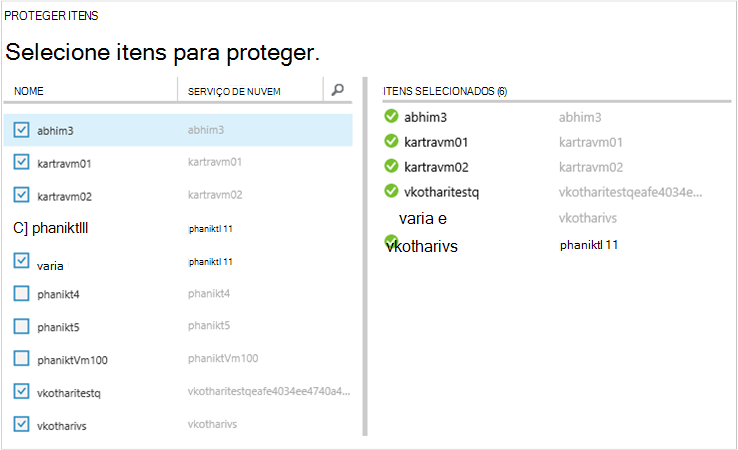 PROTEGER ITENS
Selecione itens para proteger.
NOME SERVIÇO DE NUVEM
abhim3 abhim3
kartravm01 kartravm01
kartravm02 kartravm02
C] phaniktlll phaniktl 11
varia phaniktl 11
phanikt4 phanikt4
phanikt5 phanikt5
phaniktVm100 phaniktVm100
vkotharitestq vkotharitestqeafe4034ee4740a4...
vkotharivs vkotharivs
ITENS SELECIONADOS (6)
abhim3 abhim3
kartravm01 kartravm01
kartravm02 kartravm02
vkotharitestq vkotharitestqeafe4034e...
varia e vkotharivs
vkotharivs phaniktl 11